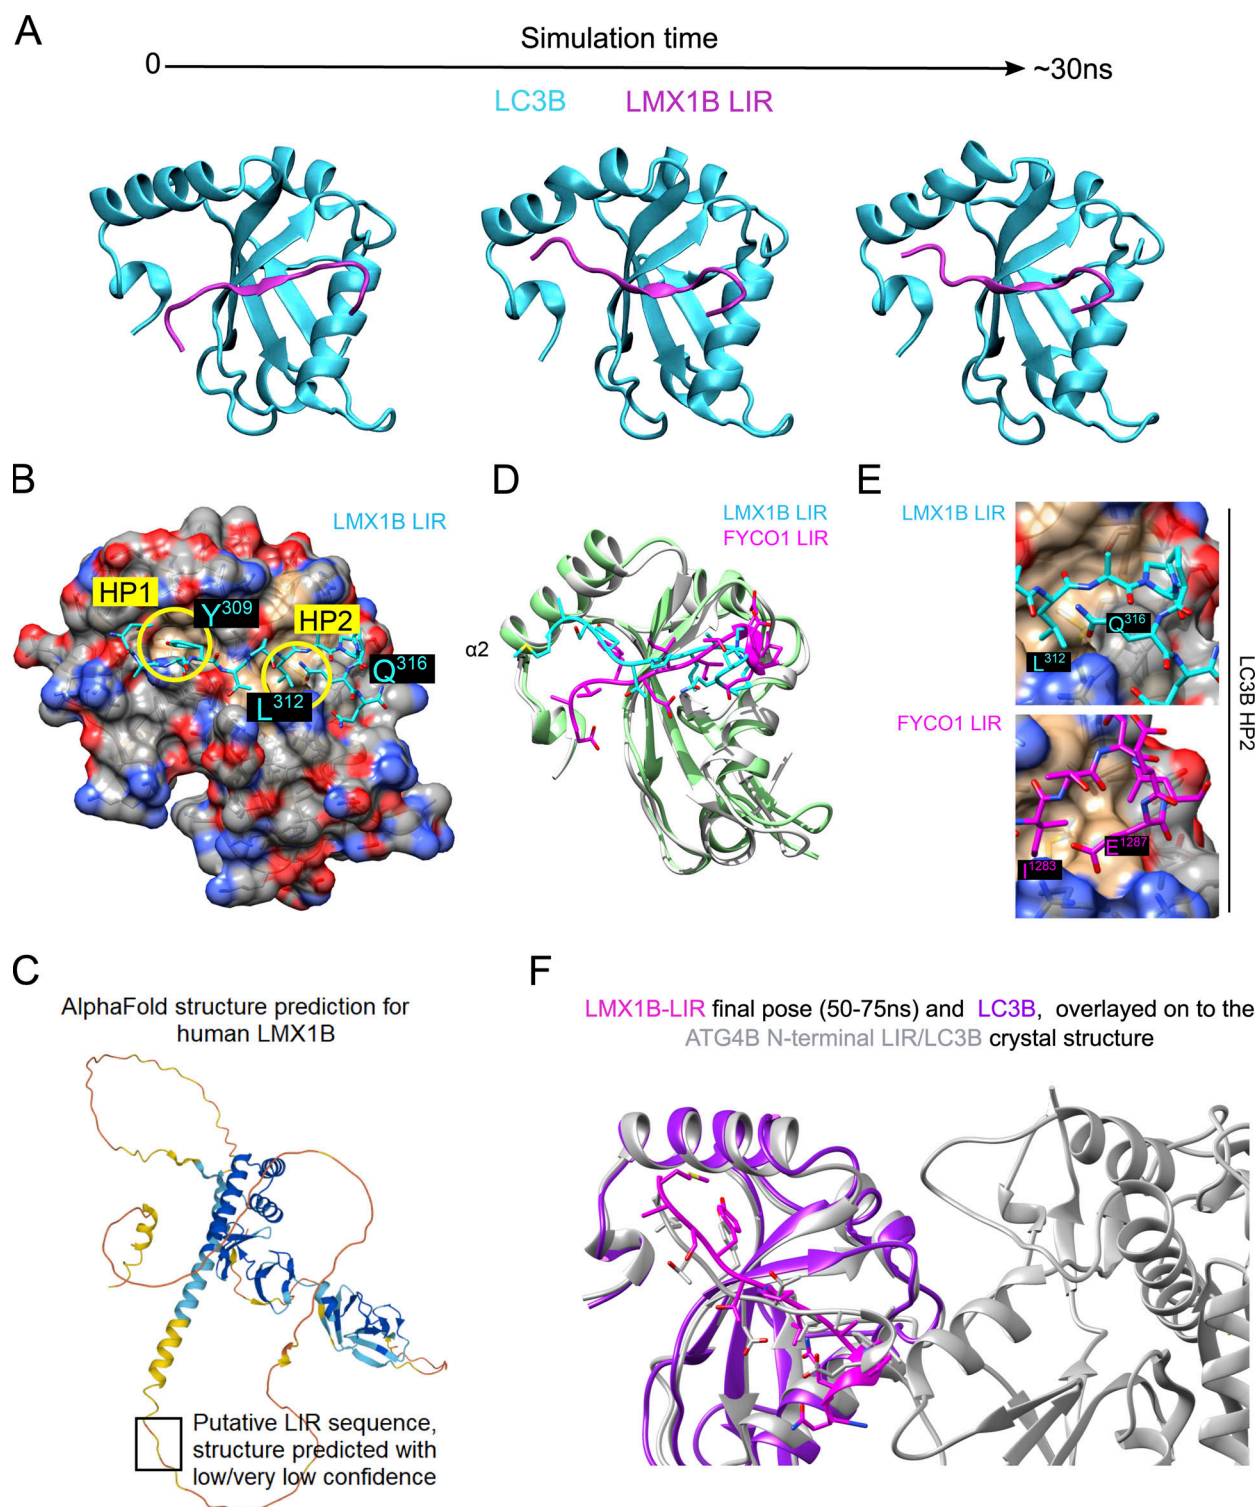 A
Simulation time
0
~30ns
LC3B
LMX1B LIR
B
LMX1B LIR
HP1
Y309
HP2
L312
Q316
D
LMX1B LIR
FYCO1 LIR
α2
E
LMX1B LIR
Q316
L312
FYCO1 LIR
E1287
I1283
LC3B HP2
C
AlphaFold structure prediction for
human LMX1B
Putative LIR sequence,
structure predicted with
low/very low confidence
F
LMX1B-LIR final pose (50-75ns) and LC3B, overlayed on to the
ATG4B N-terminal LIR/LC3B crystal structure